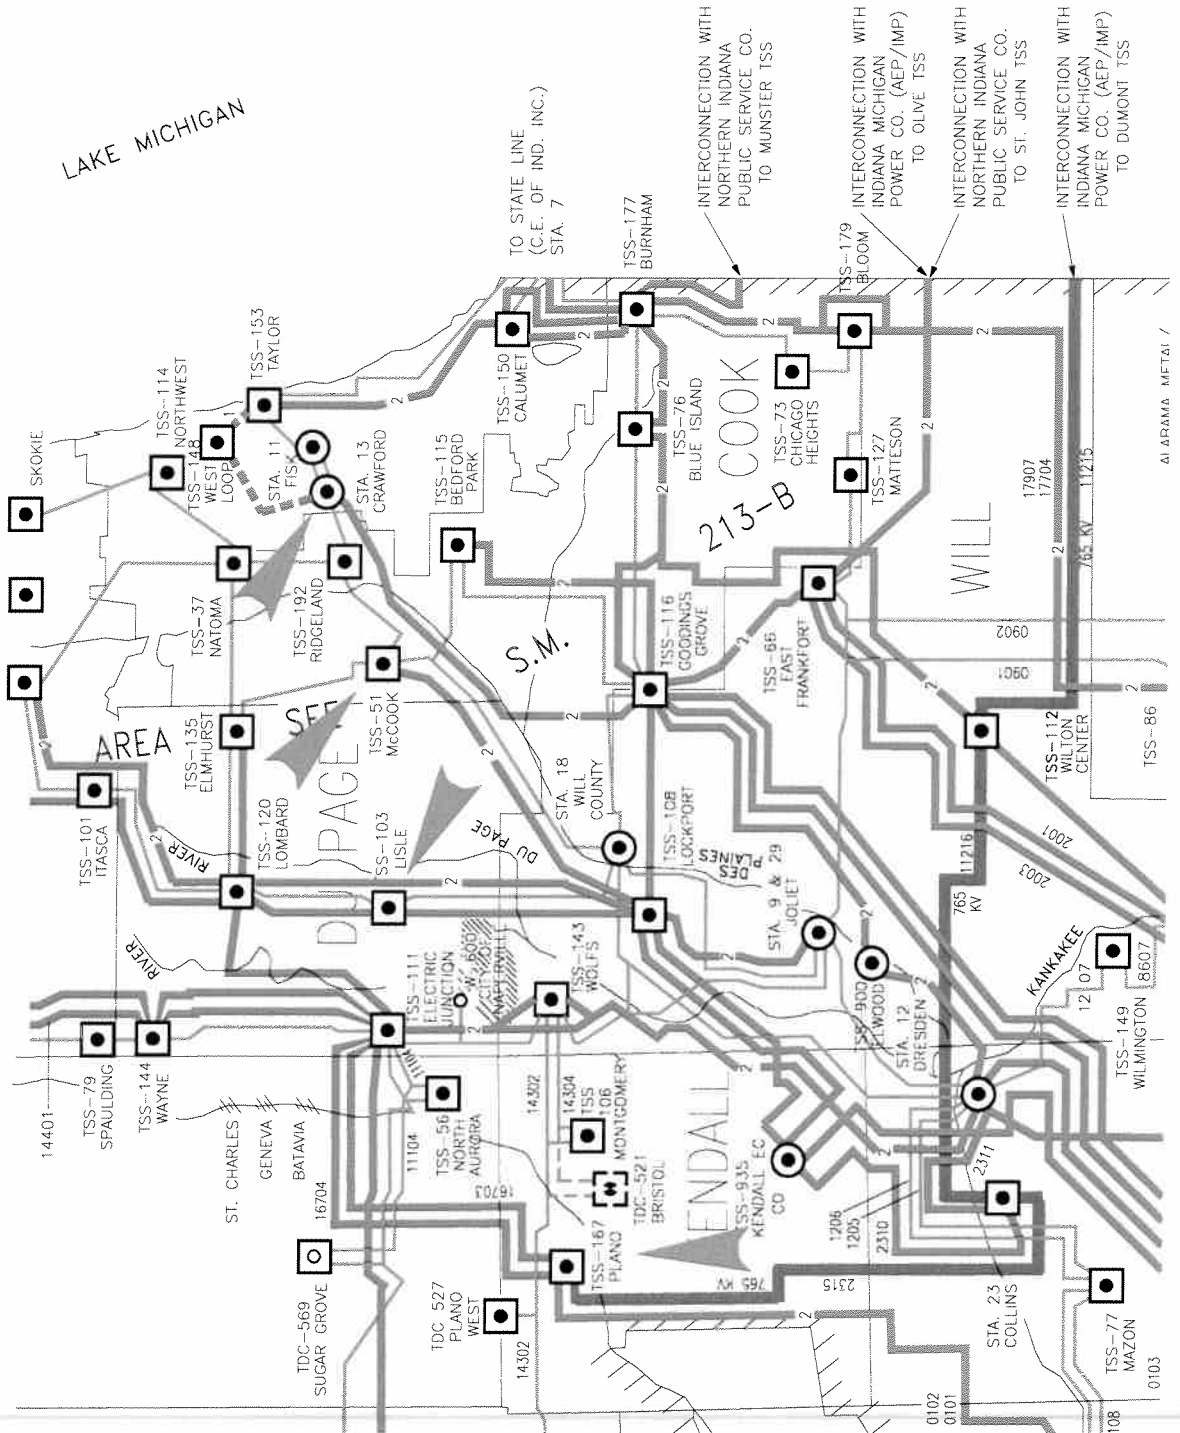 LAKE MICHIGAN
INTERCONNECTION WITH
NORTHERN INDIANA
PUBLIC SERVICE CO.
TO MUNSTER TSS
INTERCONNECTION WITH
INDIANA MICHIGAN
POWER CO. (AEP/IMP)
TO OLIVE TSS
INTERCONNECTION WITH
NORTHERN INDIANA
PUBLIC SERVICE CO.
TO ST. JOHN TSS
INTERCONNECTION WITH
INDIANA MICHIGAN
POWER CO. (AEP/IMP)
TO DUMONT TSS
TO STATE LINE
(C.E. OF IND. INC.)
STA. 7
TSS-177
BURNHAM
TSS-179
BLOOM
SKOKIE
TSS-114
NORTHWEST
TSS-153
TAYLOR
TSS-148
WEST
LOOP
STA. 11
STA. 13
CRAWFORD
TSS-150
CALUMET
TSS-115
BEDFORD
PARK
TSS-76
BLUE ISLAND
COOK
TSS-73
CHICAGO
HEIGHTS
TSS-127
MATTESON
213-B
17907
17704
11215
765 KV
WILL
TSS-37
NATOMA
TSS-192
RIDGELAND
S.M.
TSS-116
GOODINGS
GROVE
TSS-66
EAST
FRANKFORT
0902
0901
AREA
SEE
TSS-135
ELMHURST
TSS-51
McCOOK
TSS-112
WILTON
CENTER
TSS-86
TSS-101
ITASCA
RIVER
TSS-120
LOMBARD
LISLE
DU PAGE
STA. 18
WILL
COUNTY
TSS-108
LOCKPORT
DES
PLAINES
STA. 9 & 29
JOLIET
11216
765
KV
2001
2003
RIVER
TSS-111
ELECTRIC
JUNCTION
TSS-143
WOLFS
ELWOOD
STA. 12
DRESDEN
KANKAKEE
12
07
8607
TSS-149
WILMINGTON
14401
TSS-79
SPAULDING
TSS-144
WAYNE
ST. CHARLES
GENEVA
BATAVIA
11104
TSS-56
NORTH
AURORA
14302
14304
TSS
106
MONTGOMERY
TDC-521
BRISTOL
TSS-935
KENDALL EC
CO
2311
1206
1205
2310
16704
16703
TDC-569
SUGAR GROVE
TDC 527
PLANO
WEST
TSS-167
PLANO
765 KV
2315
14302
STA. 23
COLLINS
TSS-77
MAZON
0103
0102
0101
108